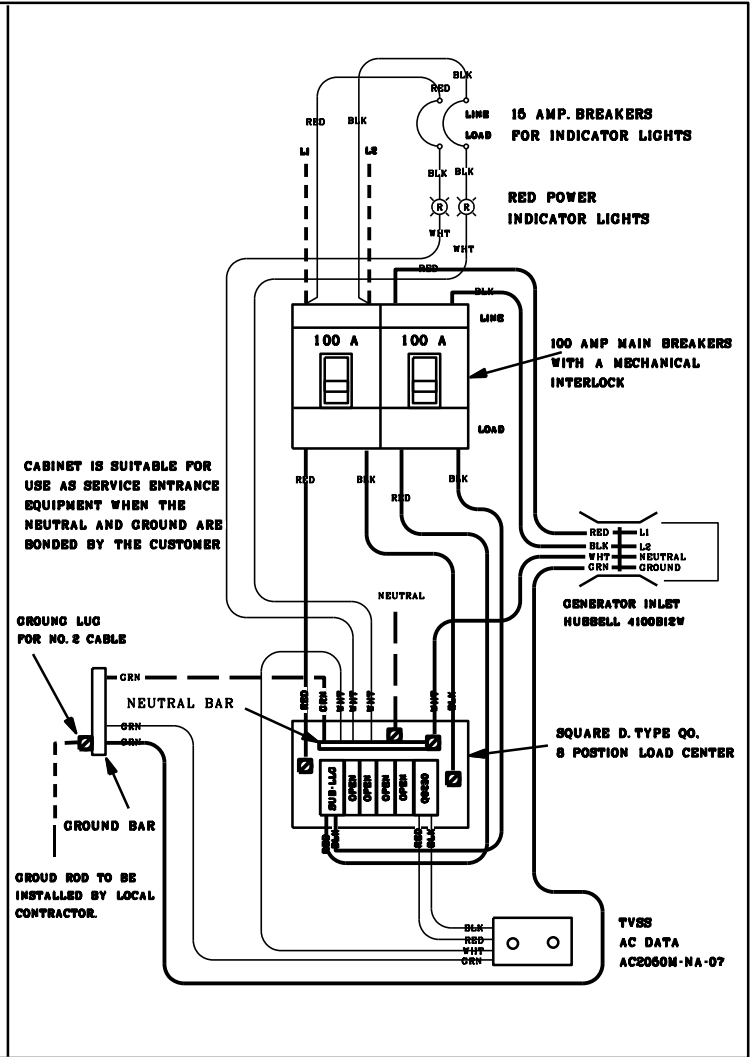 BLK
RED
RED
BLK
LINE
15 AMP. BREAKERS
LOAD
FOR INDICATOR LIGHTS
L1
L2
BLK
BLK
RED POWER
INDICATOR LIGHTS
R
R
WHT
WHT
RED
BLK
LINE
100 A
100 A
100 AMP MAIN BREAKERS
WITH A MECHANICAL
INTERLOCK
LOAD
CABINET IS SUITABLE FOR
USE AS SERVICE ENTRANCE
EQUIPMENT WHEN THE
NEUTRAL AND GROUND ARE
BONDED BY THE CUSTOMER
RED
BLK
RED
BLK
RED
L1
BLK
L2
WHT
NEUTRAL
GRN
GROUND
GENERATOR INLET
HUBBELL 4100B12W
NEUTRAL
GROUNG LUG
FOR NO. 2 CABLE
GRN
NEUTRAL BAR
RED
GRN
WHT
WHT
WHT
WHT
BLK
GRN
GRN
SQUARE D. TYPE QO.
8 POSTION LOAD CENTER
SUB-LUG
OPEN
OPEN
OPEN
OPEN
GROUND BAR
RED
BLK
RED
BLK
GROUD ROD TO BE
INSTALLED BY LOCAL
CONTRACTOR.
BLK
RED
WHT
GRN
TVSS
AC DATA
AC2060M-NA-07